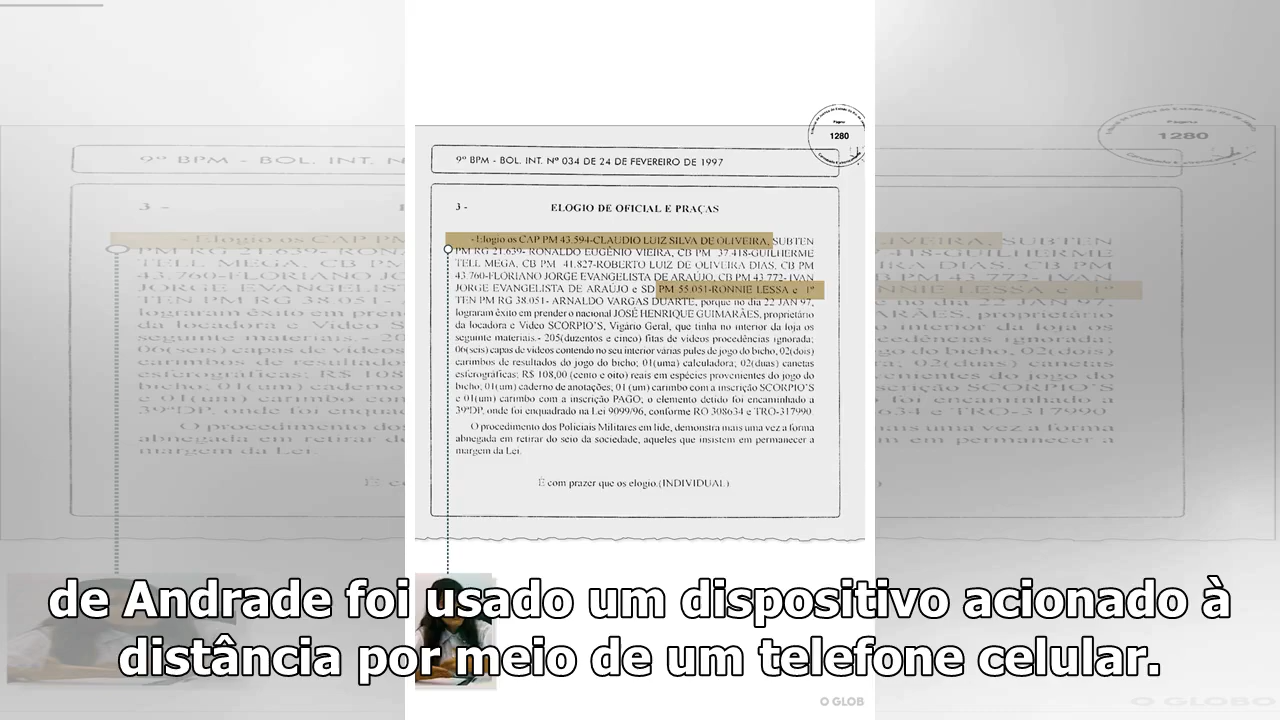 1280
9º BPM - BOL. INT. Nº 034 DE 24 DE FEVEREIRO DE 1997
3 - ELOGIO DE OFICIAL E PRAÇAS
- Elogio os CAP PM 43.594-CLAUDIO LUIZ SILVA DE OLIVEIRA, SUBTEN
PM RG 21.639- RONALDO EUGÊNIO VIEIRA, CB PM 37.418-GUILHERME
TELL MEGA, CB PM 41.827-ROBERTO LUIZ DE OLIVEIRA DIAS, CB PM
43.760-FLORIANO JORGE EVANGELISTA DE ARAÚJO, CB PM 43.772- IVAN
JORGE EVANGELISTA DE ARAÚJO e SD PM 55.051-RONNIE LESSA e 1º
TEN PM RG 38.051- ARNALDO VARGAS DUARTE, porque no dia 22 JAN 97,
lograram êxito em prender o nacional JOSÉ HENRIQUE GUIMARÃES, proprietário
da locadora e Video SCORPIO'S, Vigário Geral, que tinha no interior da loja os
seguinte materiais.- 205(duzentos e cinco) fitas de vídeos procedências ignorada;
06(seis) capas de vídeos contendo no seu interior várias pules de jogo do bicho, 02(dois)
carimbos de resultados do jogo do bicho; 01(uma) calculadora; 02(duas) canetas
esferográficas; R$ 108,00 (cento e oito) reais em espécies provenientes do jogo do
bicho; 01(um) caderno de anotações; 01 (um) carimbo com a inscrição SCORPIO'S
e 01(um) carimbo com a inscrição PAGO, o elemento detido foi encaminhado a
39ºDP, onde foi enquadrado na Lei 9099/96, conforme RO 308634 e TRO-317990
O procedimento dos Policiais Militares em lide, demonstra mais uma vez a forma
abnegada em retirar do seio da sociedade, aqueles que insistem em permanecer a
margem da Lei.
É com prazer que os elogio.(INDIVIDUAL)
de Andrade foi usado um dispositivo acionado à
distância por meio de um telefone celular.
O GLOB